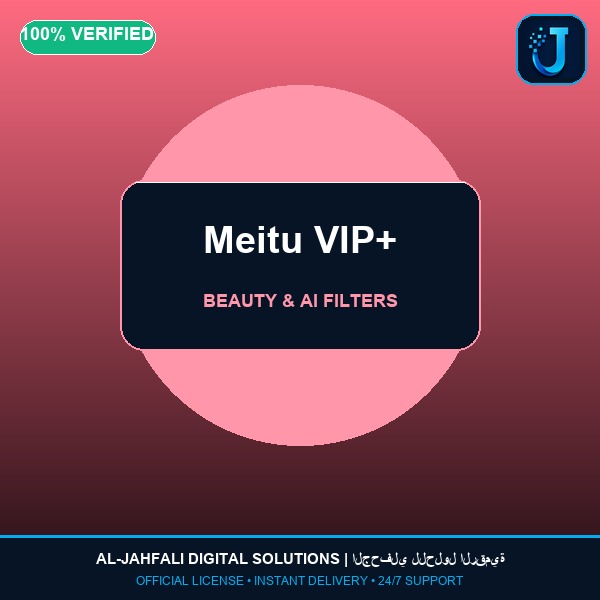 100% VERIFIED
Meitu VIP+
BEAUTY & AI FILTERS
AL-JAHFALI DIGITAL SOLUTIONS | الجحفلي للحلول الرقمية
OFFICIAL LICENSE • INSTANT DELIVERY • 24/7 SUPPORT